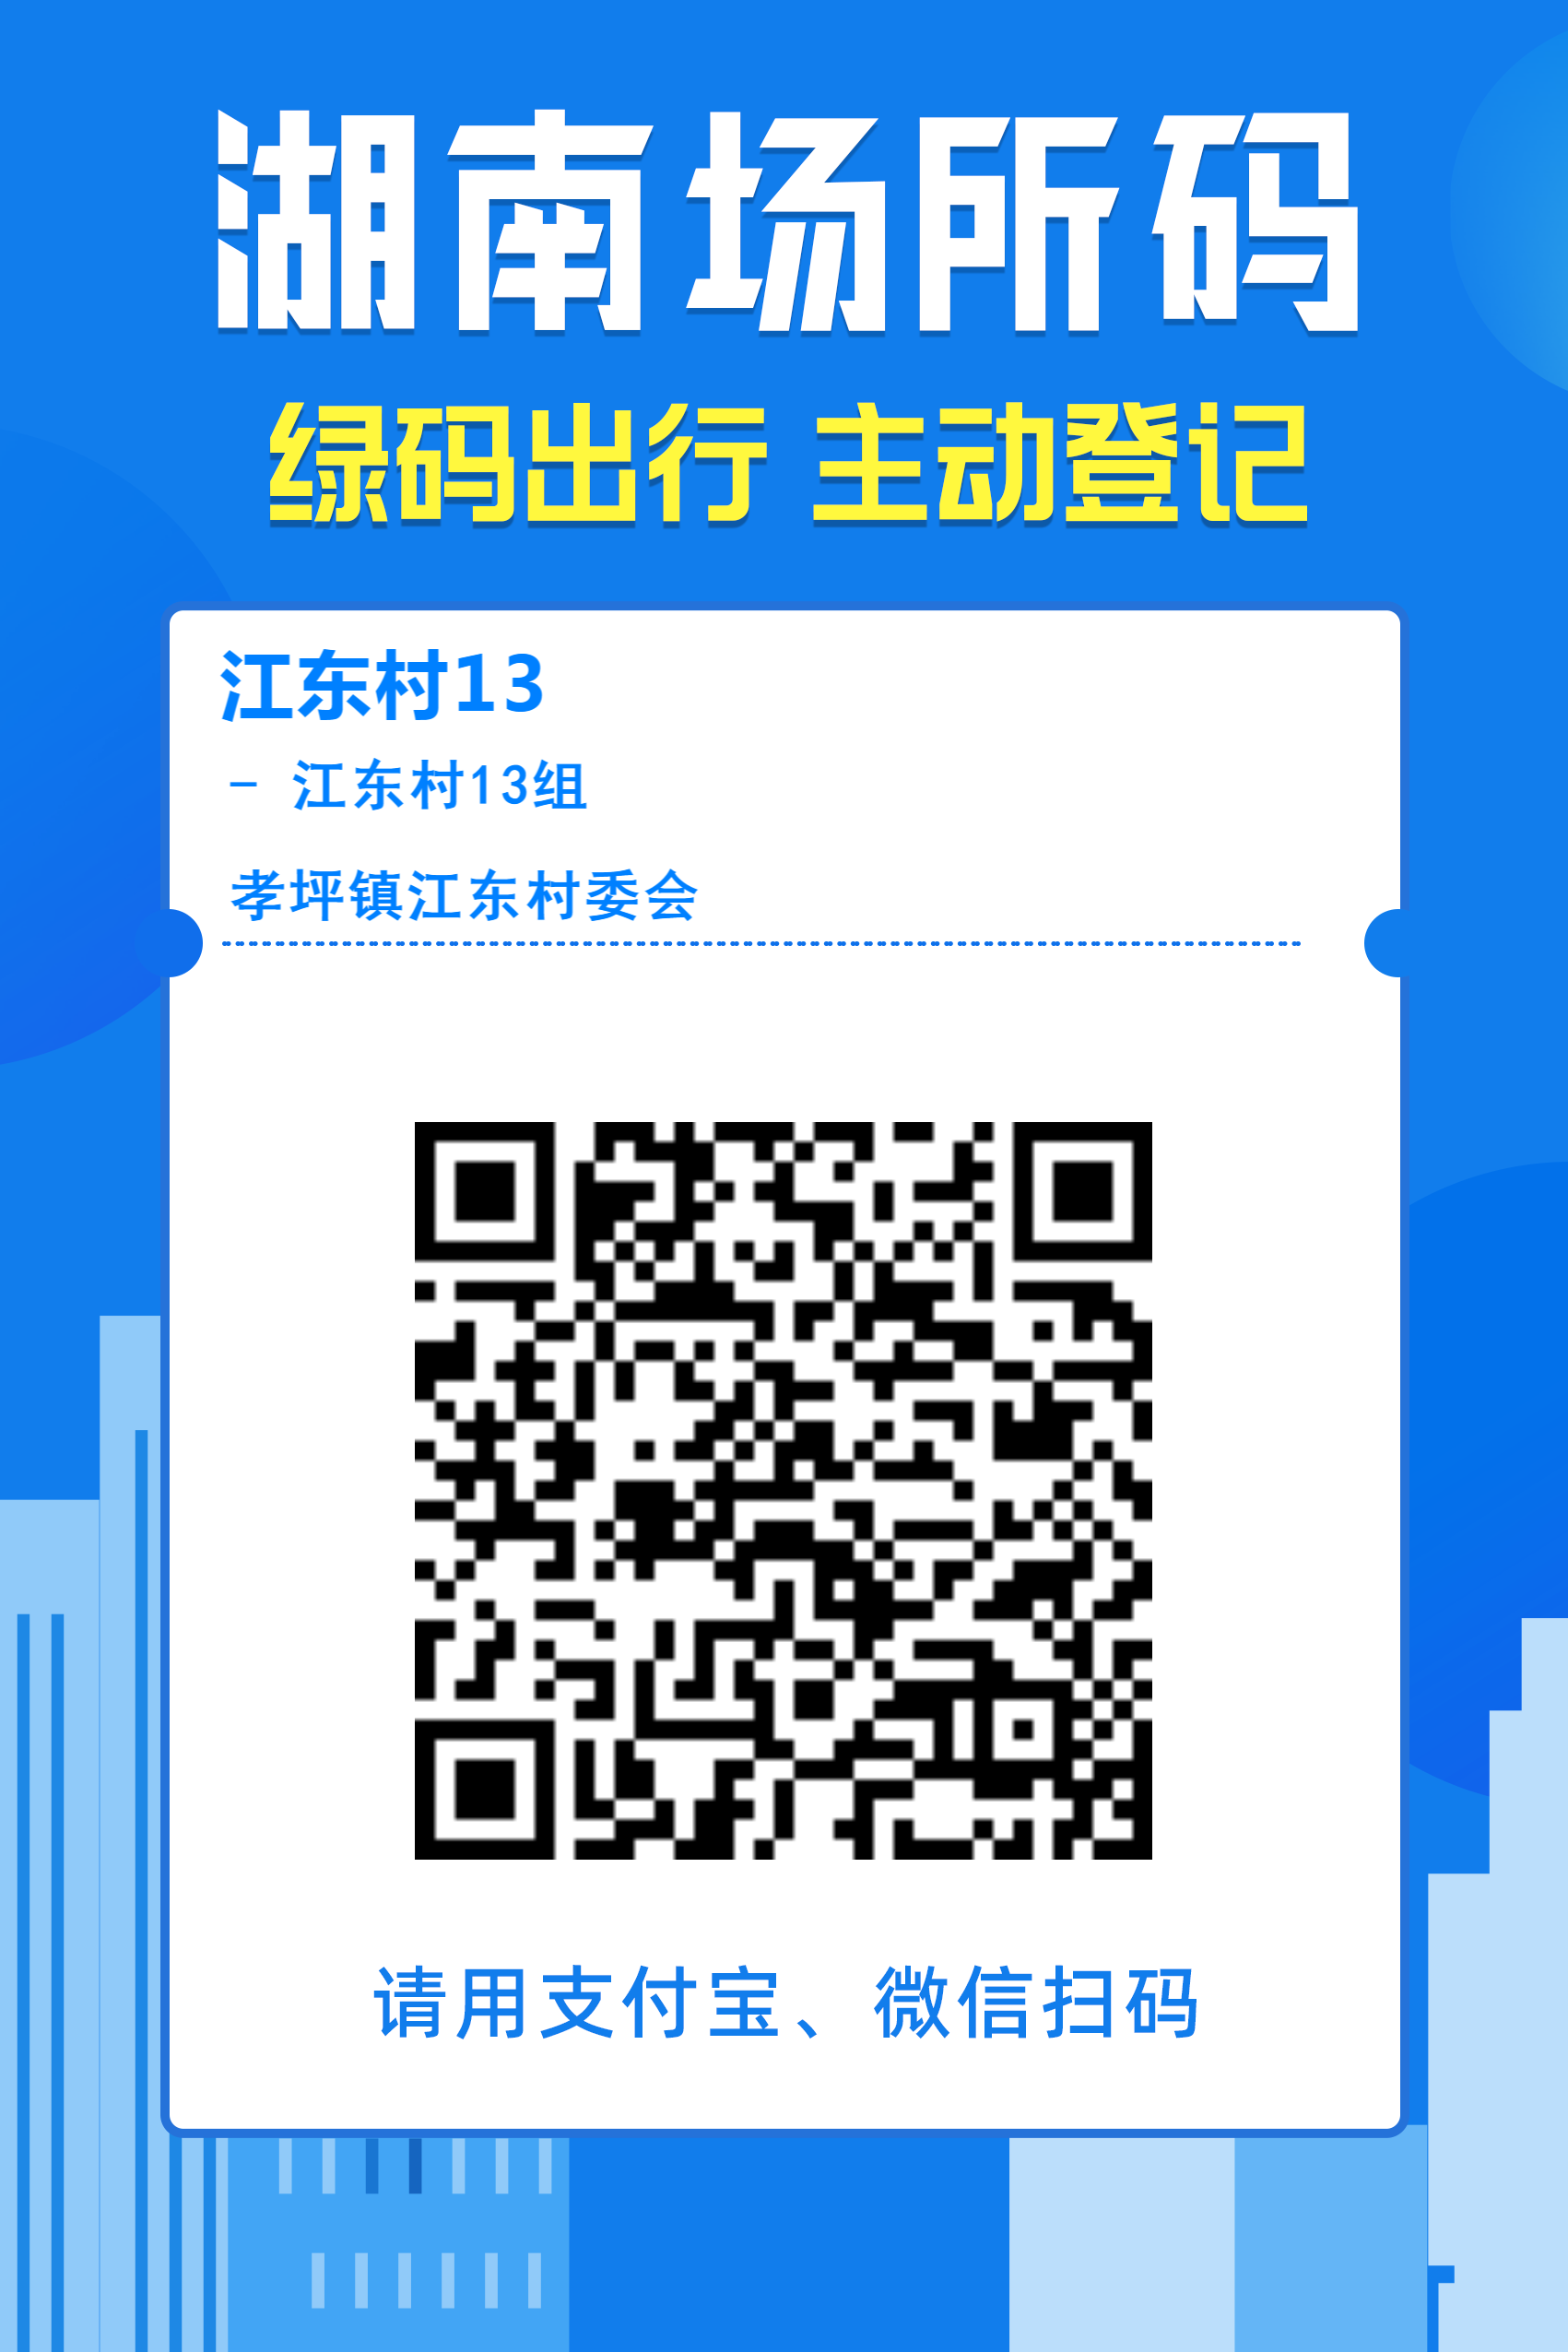 湖南场所码
绿码出行 主动登记
江东村13
- 江东村13组
孝坪镇江东村委会
请用支付宝、微信扫码